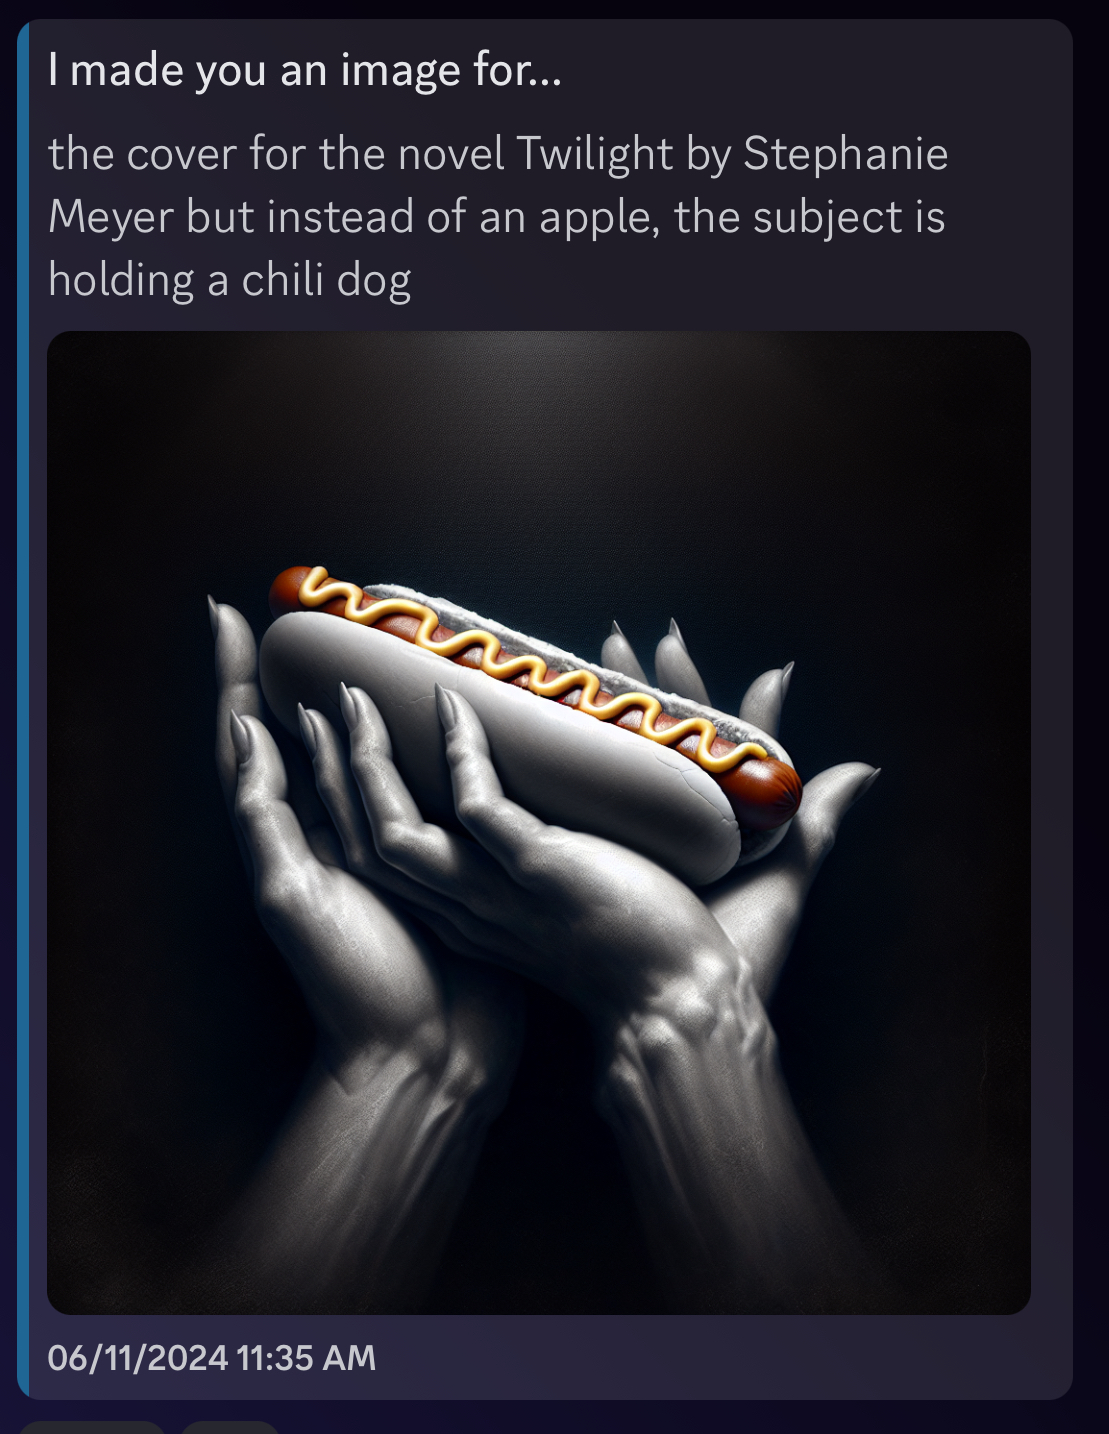 I made you an image for...
the cover for the novel Twilight by Stephanie
Meyer but instead of an apple, the subject is
holding a chili dog
06/11/2024 11:35 AM